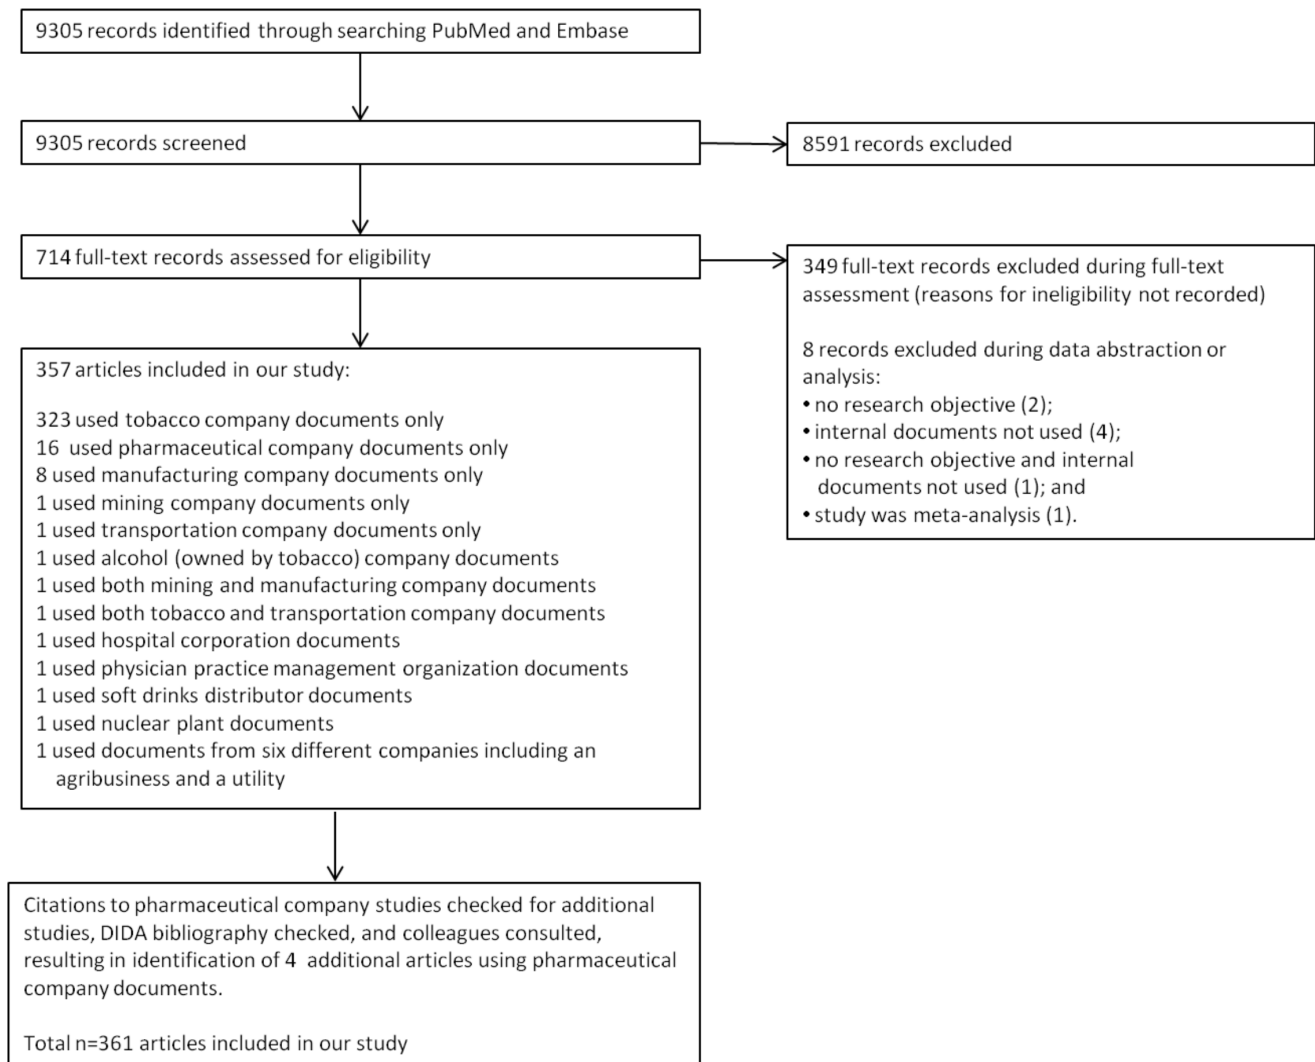 9305 records identified through searching PubMed and Embase
9305 records screened
8591 records excluded
714 full-text records assessed for eligibility
349 full-text records excluded during full-text
assessment (reasons for ineligibility not recorded)
8 records excluded during data abstraction or
analysis:
• no research objective (2);
• internal documents not used (4);
• no research objective and internal
documents not used (1); and
• study was meta-analysis (1).
357 articles included in our study:
323 used tobacco company documents only
16 used pharmaceutical company documents only
8 used manufacturing company documents only
1 used mining company documents only
1 used transportation company documents only
1 used alcohol (owned by tobacco) company documents
1 used both mining and manufacturing company documents
1 used both tobacco and transportation company documents
1 used hospital corporation documents
1 used physician practice management organization documents
1 used soft drinks distributor documents
1 used nuclear plant documents
1 used documents from six different companies including an
agribusiness and a utility
Citations to pharmaceutical company studies checked for additional
studies, DIDA bibliography checked, and colleagues consulted,
resulting in identification of 4 additional articles using pharmaceutical
company documents.
Total n=361 articles included in our study